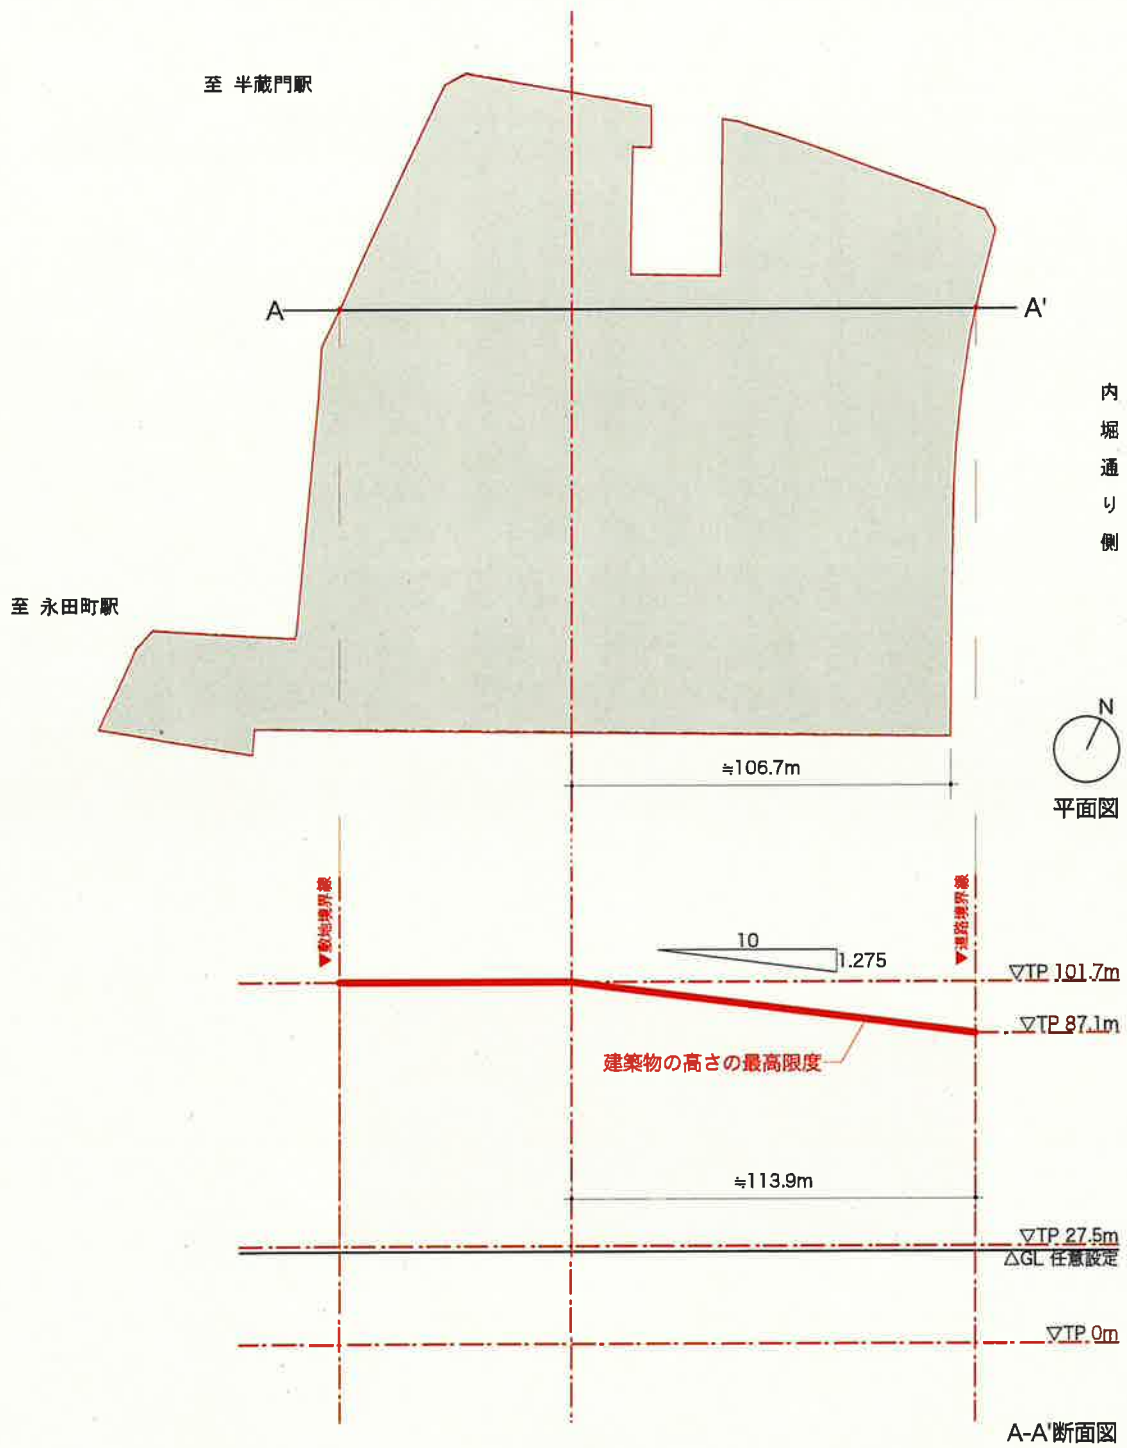 至 半蔵門駅
A
A'
内堀通り側
至 永田町駅
N
≒106.7m
平面図
▼敷地境界線
▼道路境界線
10
1.275
▽TP 101.7m
▽TP 87.1m
建築物の高さの最高限度
≒113.9m
▽TP 27.5m
△GL 任意設定
▽TP 0m
A-A'断面図